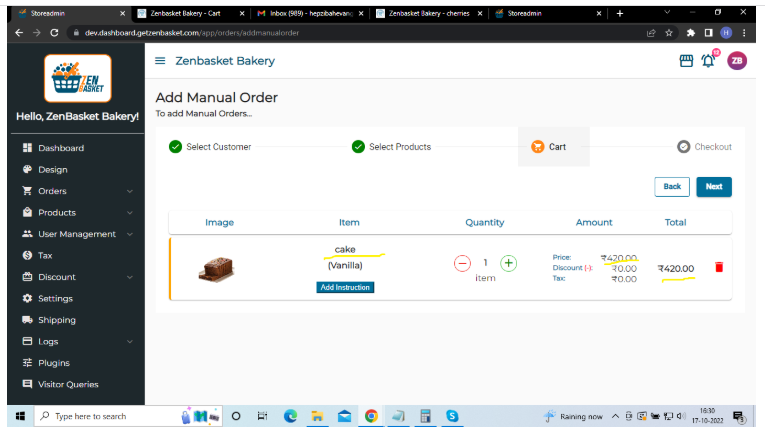 Storeadmin
Zenbasket Bakery - Cart
Inbox (989) - hepzibahevang
Zenbasket Bakery - cherries
Storeadmin
dev.dashboard.getzenbasket.com/app/orders/addmanualorder
H
ZEN
BASKET
Hello, ZenBasket Bakery!
Dashboard
Design
Orders
Products
User Management
Tax
Discount
Settings
Shipping
Logs
Plugins
Visitor Queries
Zenbasket Bakery
ZB
Add Manual Order
To add Manual Orders...
Select Customer
Select Products
Cart
Checkout
Back
Next
Image
Item
Quantity
Amount
Total
cake
(Vanilla)
Add Instruction
1
item
Price: ₹420.00
Discount (-): ₹0.00
Tax: ₹0.00
₹420.00
Type here to search
Raining now
16:30
17-10-2022